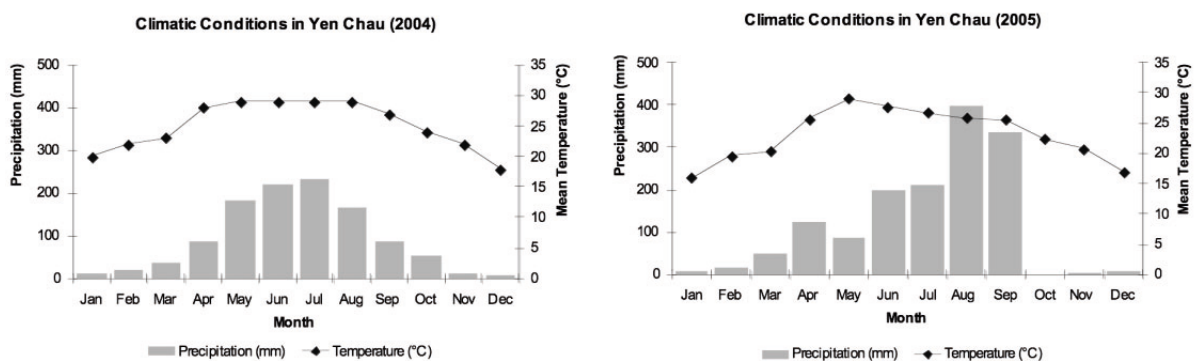 Climatic Conditions in Yen Chau (2004)
Precipitation (mm)
500
400
300
200
100
0
35
30
25
20
15
10
5
0
Mean Temperature (°C)
Jan Feb Mar Apr May Jun Jul Aug Sep Oct Nov Dec
Month
Precipitation (mm) Temperature (°C)
Climatic Conditions in Yen Chau (2005)
Precipitation (mm)
500
400
300
200
100
0
35
30
25
20
15
10
5
0
Mean Temperature (°C)
Jan Feb Mar Apr May Jun Jul Aug Sep Oct Nov Dec
Month
Precipitation (mm) Temperature (°C)